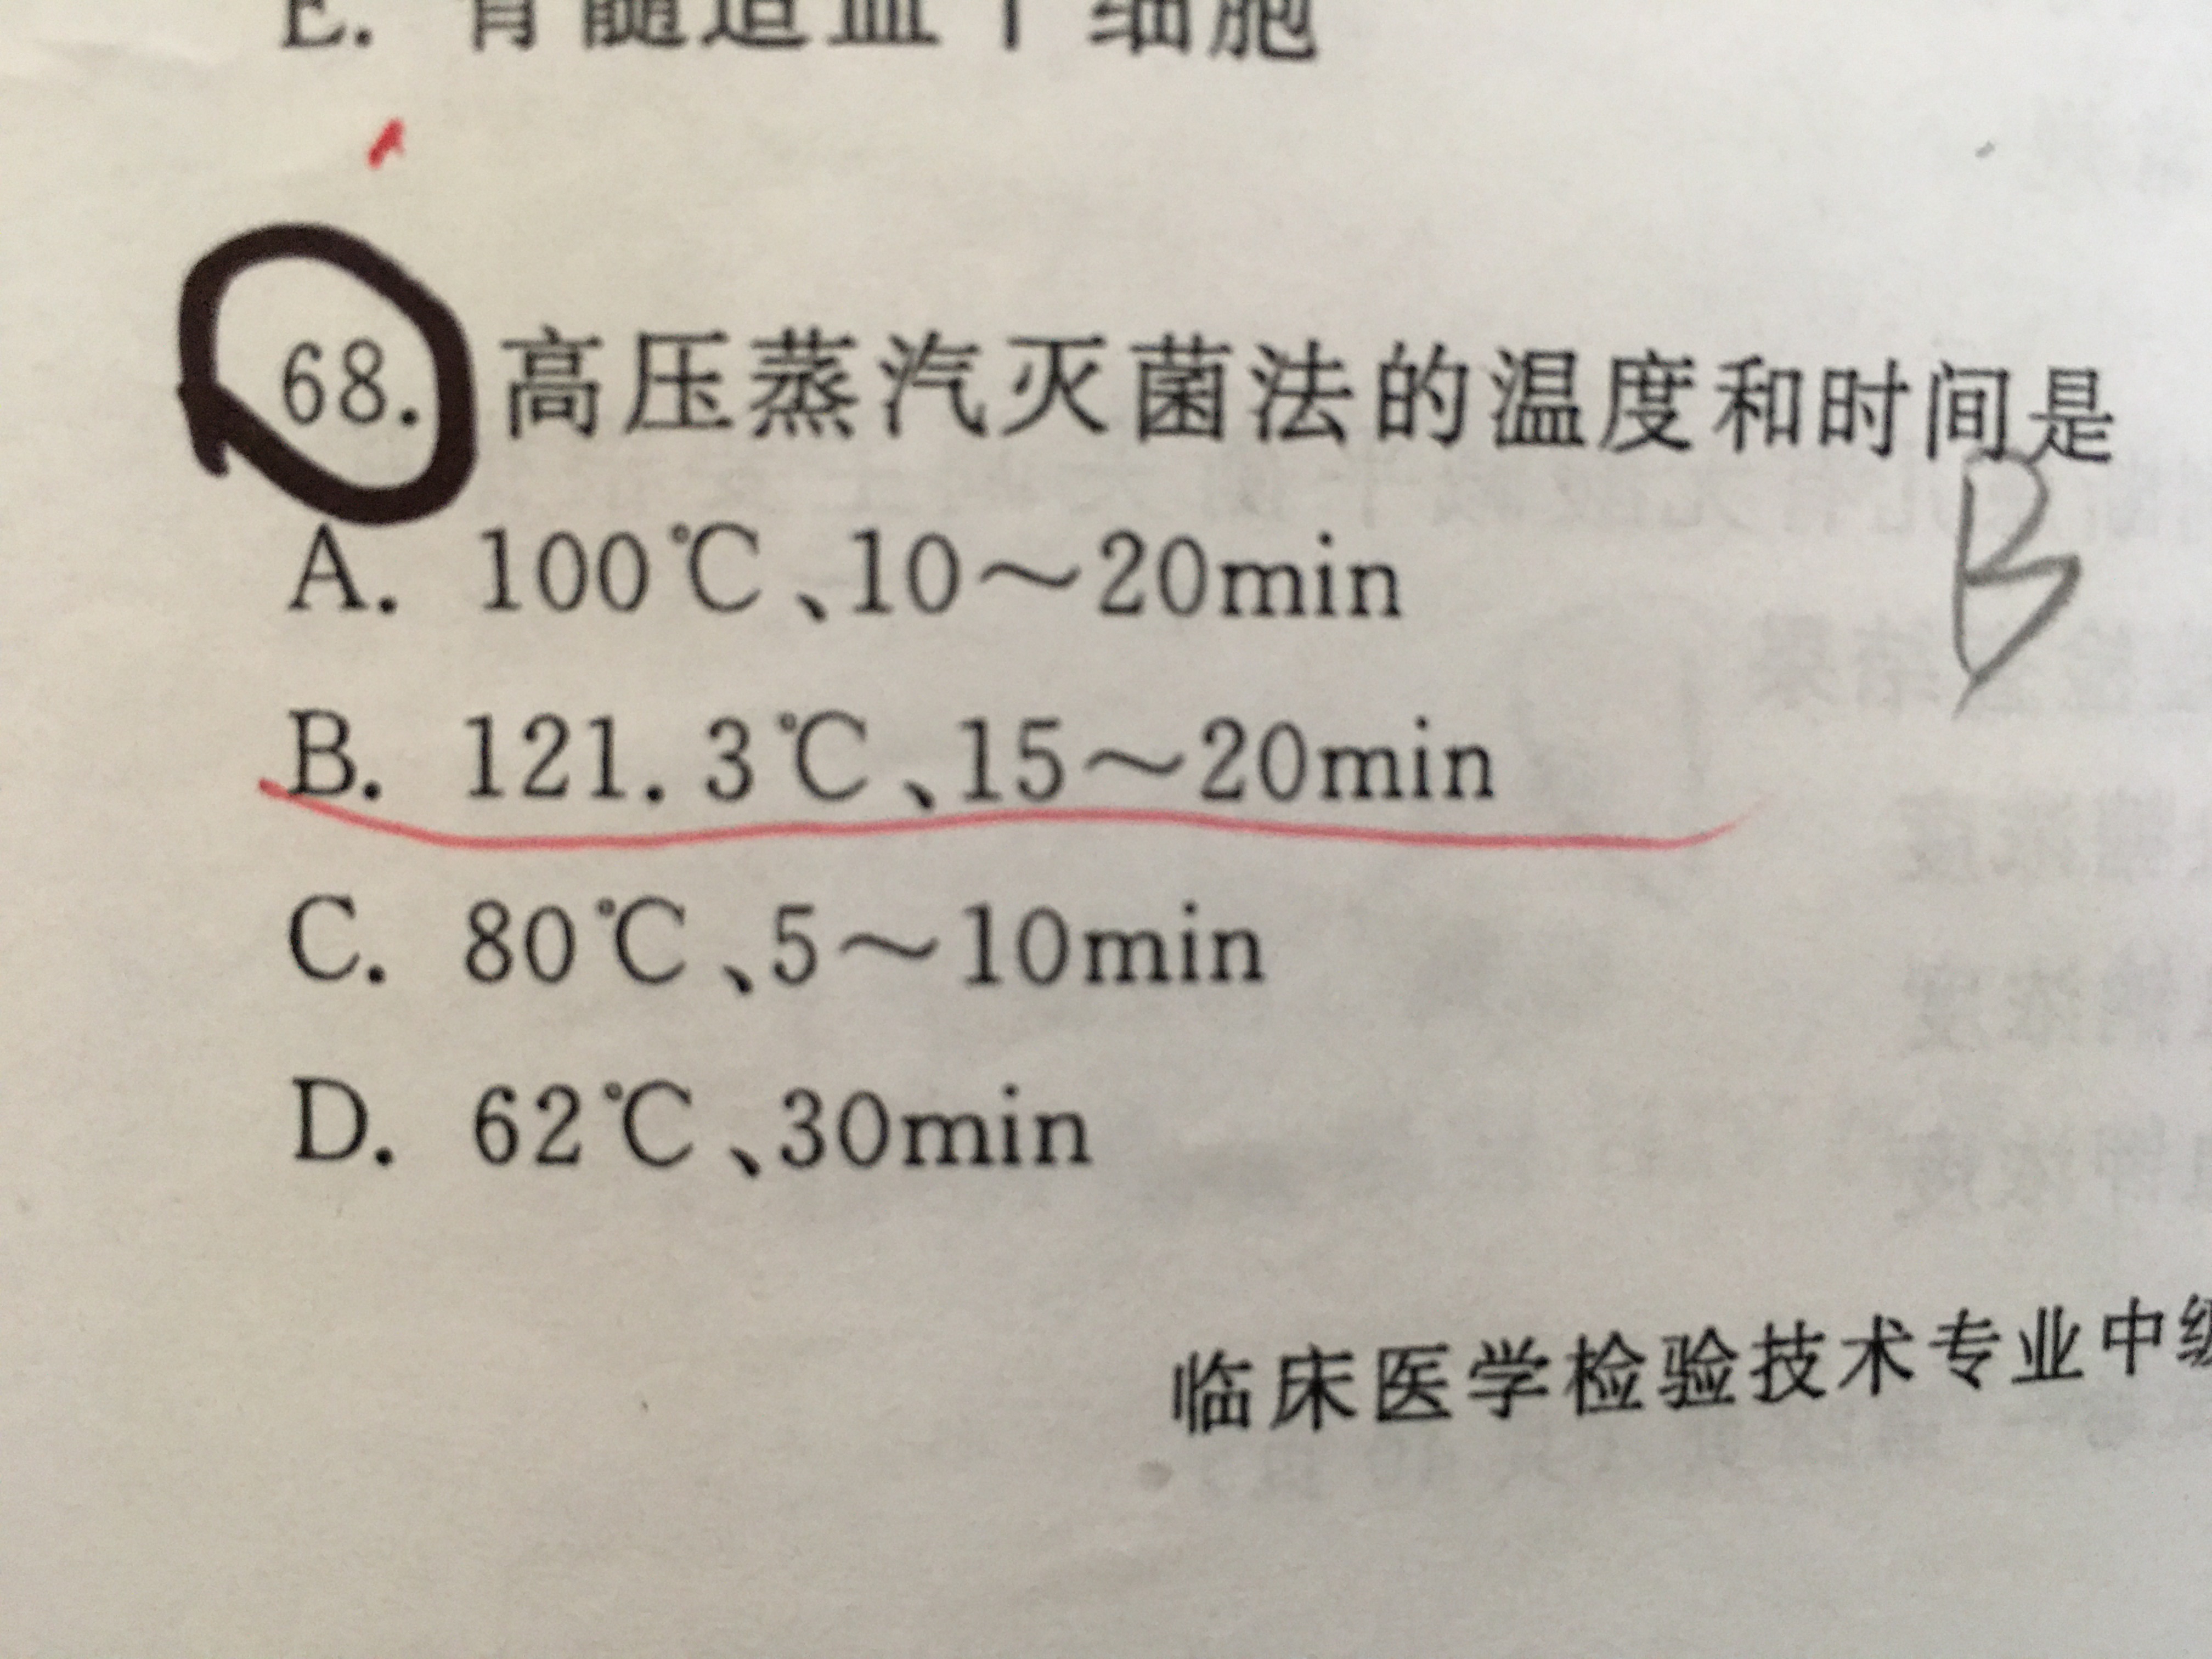 E. 骨髓造血干细胞
68. 高压蒸汽灭菌法的温度和时间是
B
A. 100℃、10～20min
B. 121.3℃、15～20min
C. 80℃、5～10min
D. 62℃、30min
临床医学检验技术专业中级